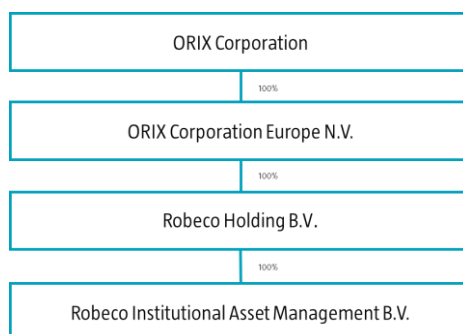 ORIX Corporation
100%
ORIX Corporation Europe N.V.
100%
Robeco Holding B.V.
100%
Robeco Institutional Asset Management B.V.